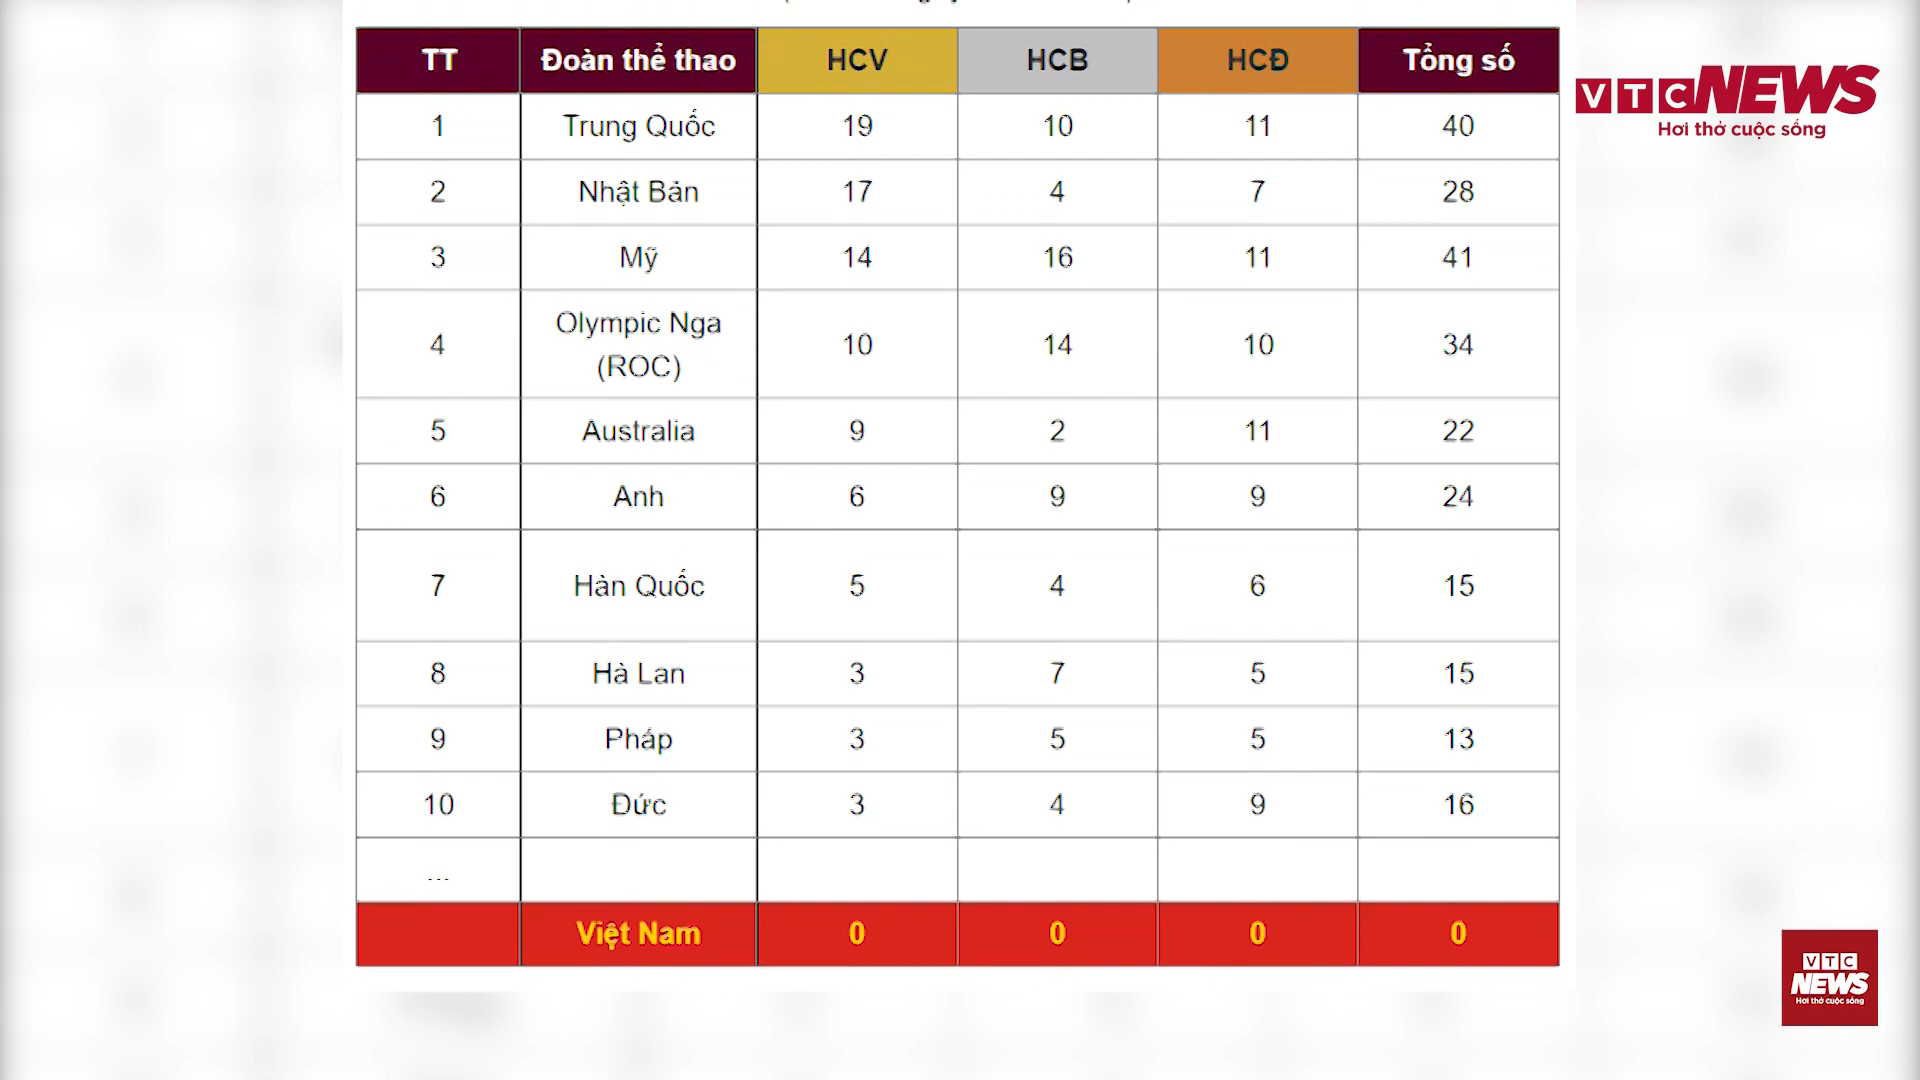 TT Đoàn thể thao HCV HCB HCĐ Tổng số
1 Trung Quốc 19 10 11 40
2 Nhật Bản 17 4 7 28
3 Mỹ 14 16 11 41
4 Olympic Nga (ROC) 10 14 10 34
5 Australia 9 2 11 22
6 Anh 6 9 9 24
7 Hàn Quốc 5 4 6 15
8 Hà Lan 3 7 5 15
9 Pháp 3 5 5 13
10 Đức 3 4 9 16
...
Việt Nam 0 0 0 0
VTC NEWS
Hơi thở cuộc sống
VTC
NEWS
Hơi thở cuộc sống